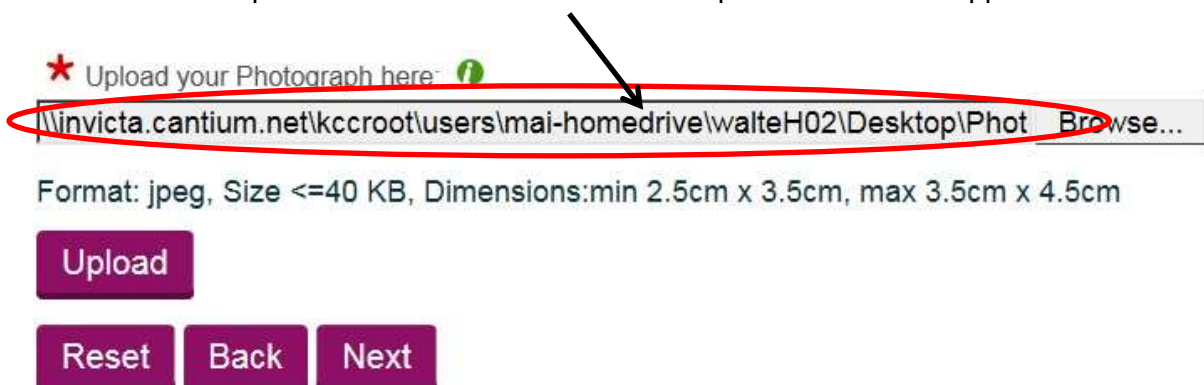 * Upload your Photograph here: i
\\invicta.cantium.net\kccroot\users\mai-homedrive\walteH02\Desktop\Phot Browse...
Format: jpeg, Size <=40 KB, Dimensions:min 2.5cm x 3.5cm, max 3.5cm x 4.5cm
Upload
Reset Back Next